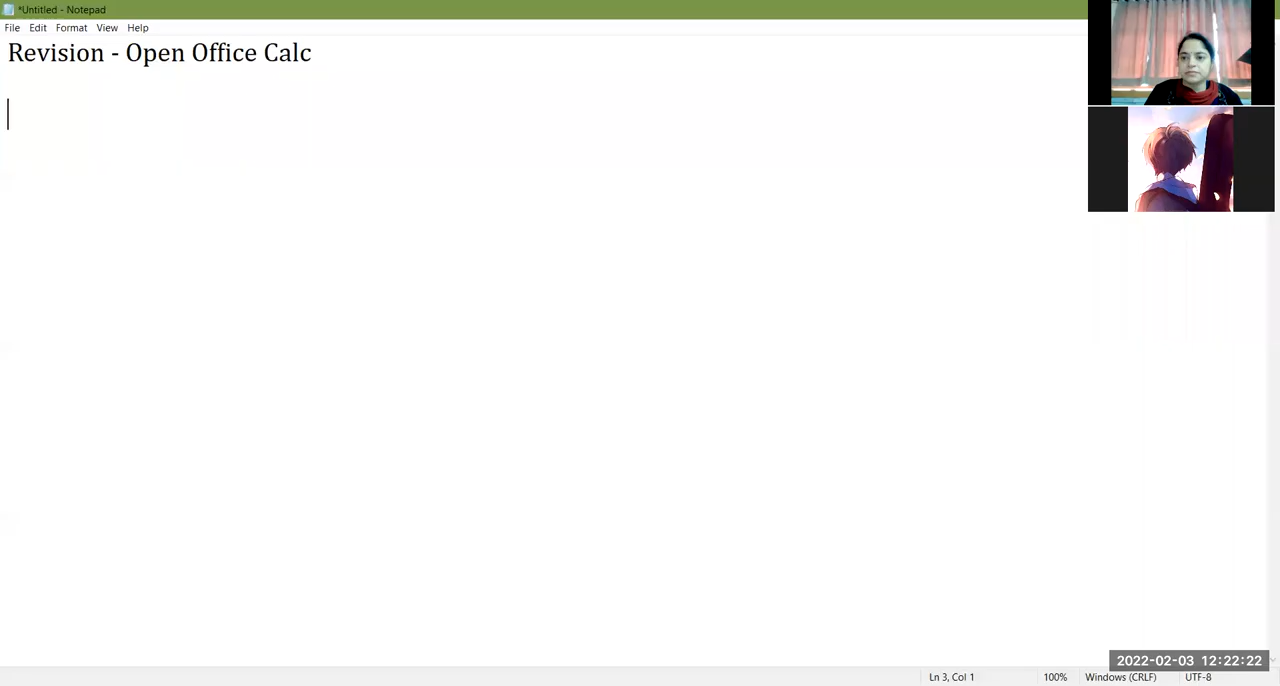 *Untitled - Notepad
File Edit Format View Help
Revision - Open Office Calc
2022-02-03 12:22:22
Ln 3, Col 1 100% Windows (CRLF) UTF-8